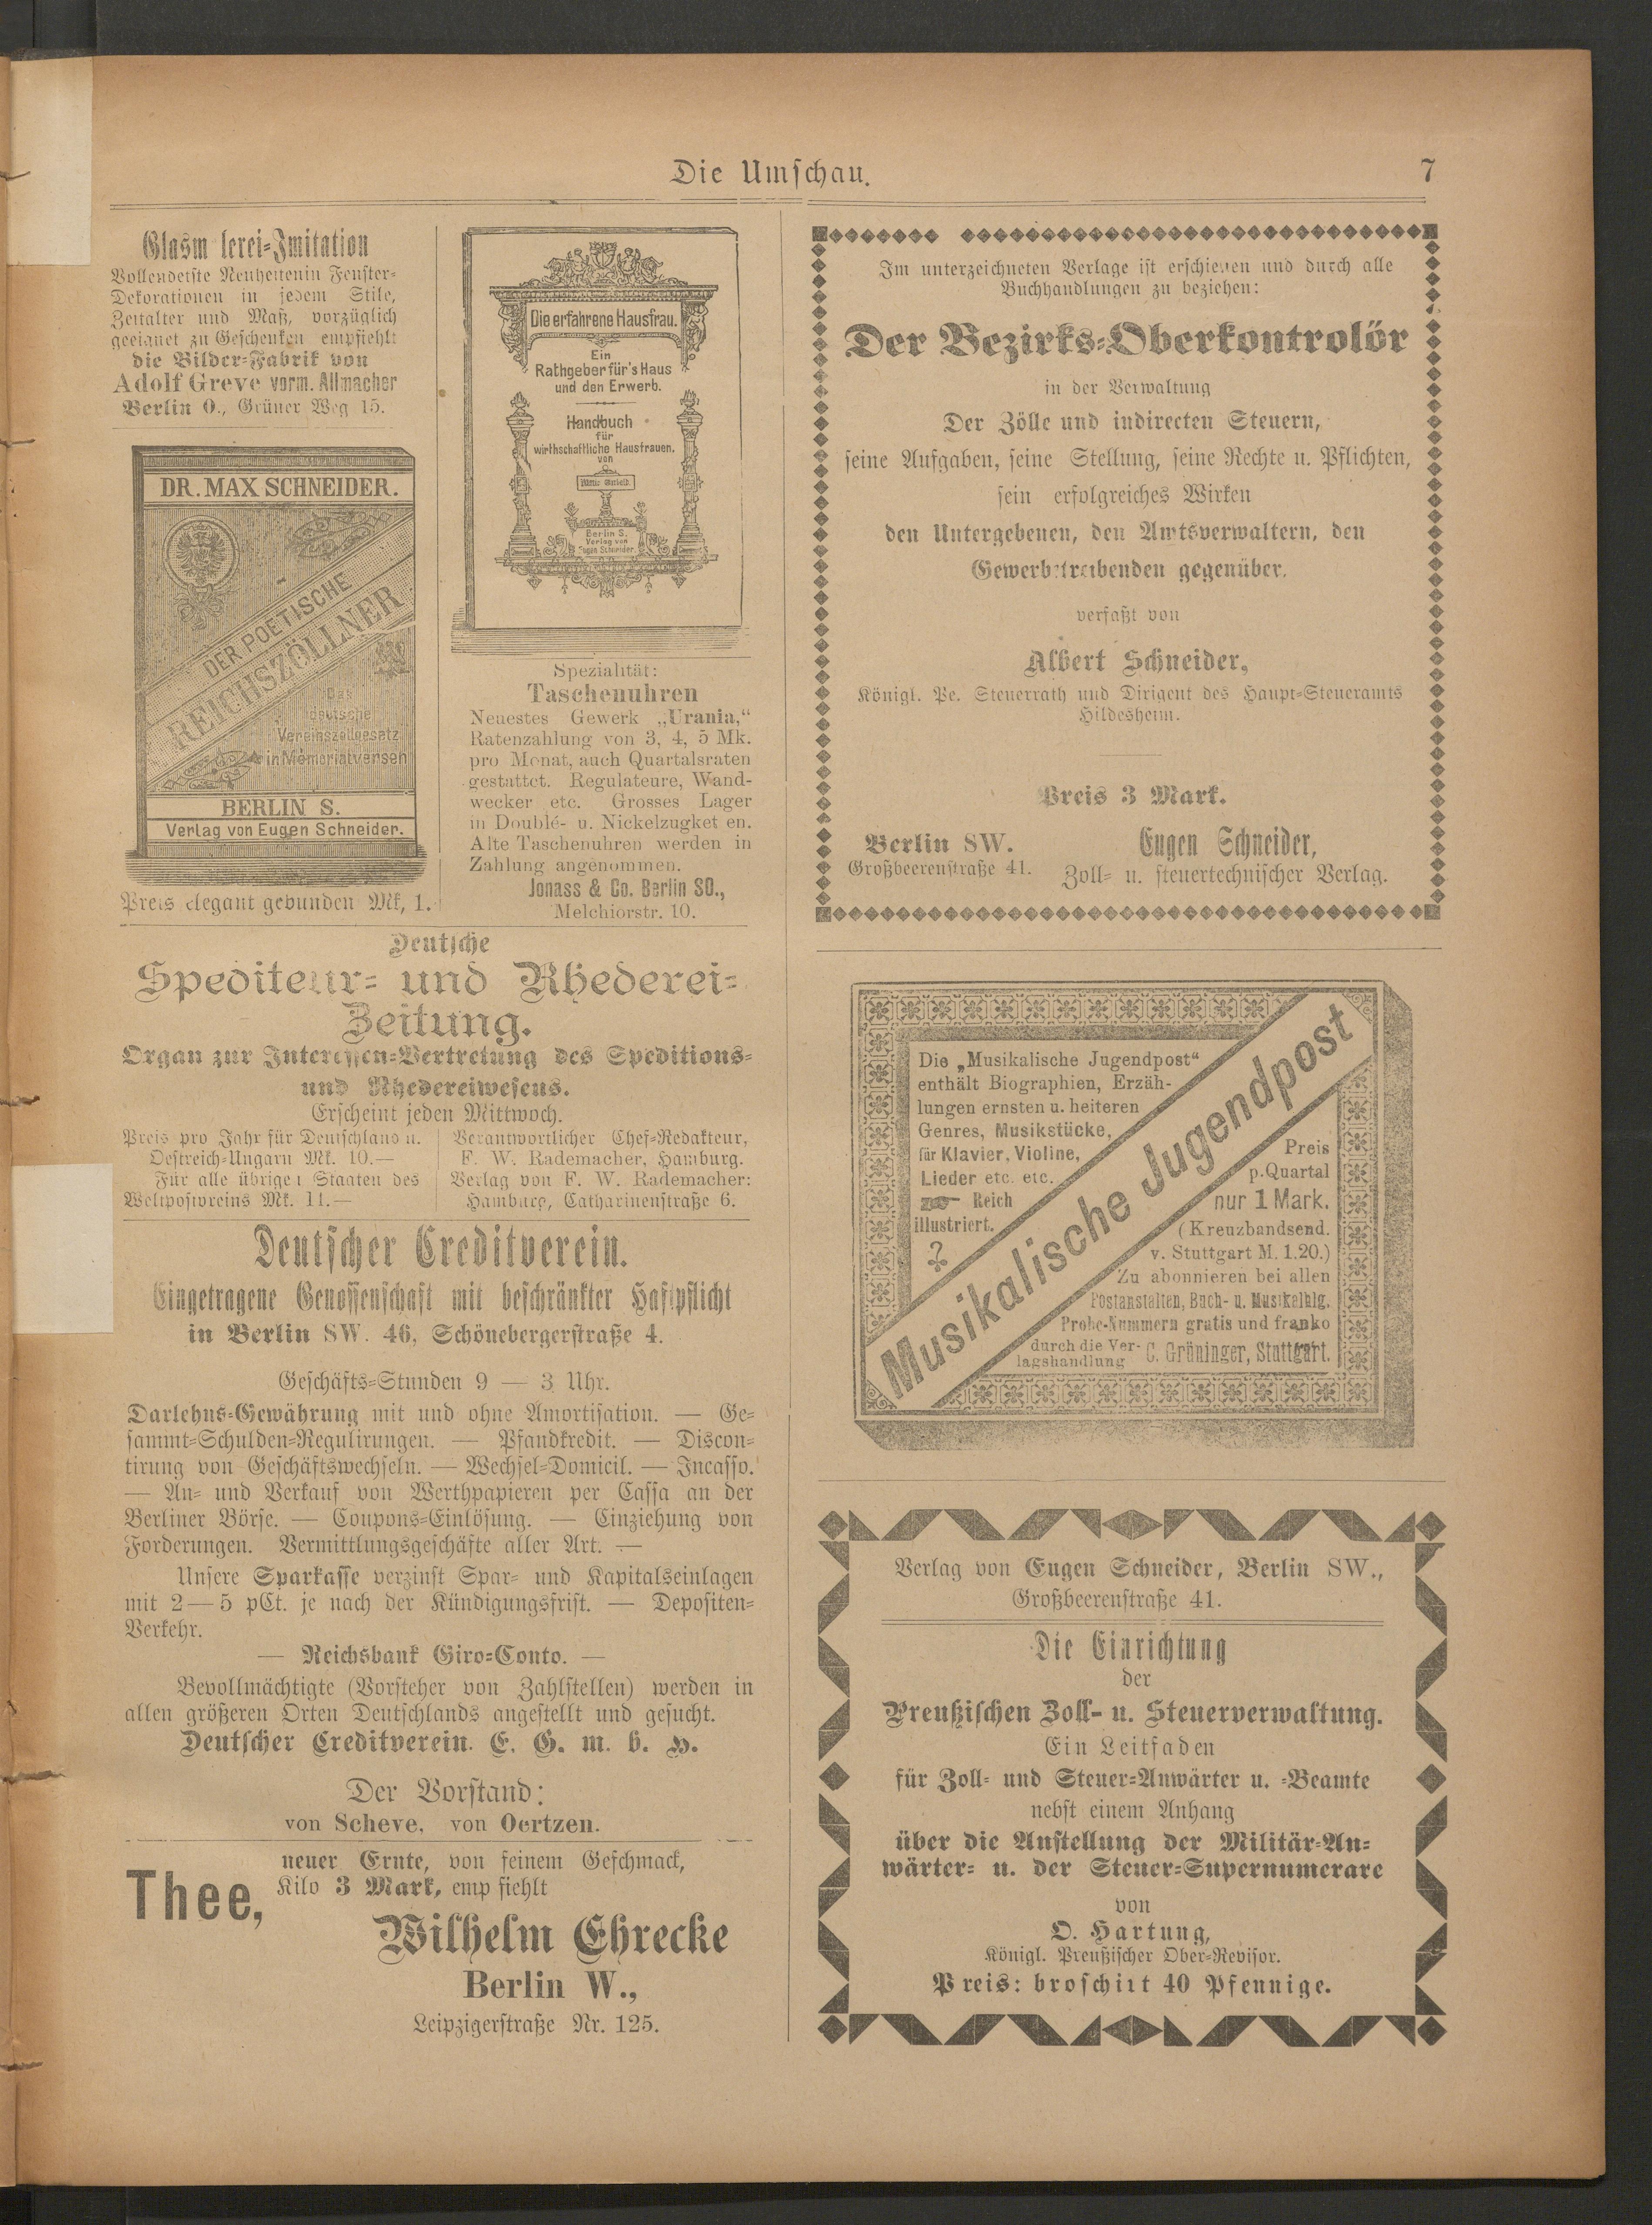 Die Umschau.
7
Glasm lerei-Imitation
Vollendetste Neuheiten in Fenster-
Dekorationen in jedem Stile,
Zeitalter und Maß, vorzüglich
geeignet zu Geschenken empfiehlt
die Bilder-Fabrik von
Adolf Greve vorm. Allmacher
Berlin O., Grüner Weg 15.
DR. MAX SCHNEIDER.
DER POETISCHE
REICHSZÖLLNER
Das
deutsche
Vereinszollgesetz
in Memorialversen
BERLIN S.
Verlag von Eugen Schneider.
Preis elegant gebunden Mk, 1.
Die erfahrene Hausfrau.
Ein
Rathgeber für's Haus
und den Erwerb.
Handbuch
für
wirthschaftliche Hausfrauen.
von
Berlin S.
Verlag von
Eugen Schneider.
Spezialität:
Taschenuhren
Neuestes Gewerk „Urania,“
Ratenzahlung von 3, 4, 5 Mk.
pro Monat, auch Quartalsraten
gestattet. Regulateure, Wand-
wecker etc. Grosses Lager
in Doublé- u. Nickelzugket en.
Alte Taschenuhren werden in
Zahlung angenommen.
Jonass & Co. Berlin SO.,
Melchiorstr. 10.
Deutsche
Spediteur- und Rhederei-
Zeitung.
Organ zur Interessen-Vertretung des Speditions-
und Rhedereiwesens.
Erscheint jeden Mittwoch.
Preis pro Jahr für Deutschland u.
Oestreich-Ungarn Mk. 10.—
Für alle übrigen Staaten des
Weltpostvreins Mk. 11.—
Verantwortlicher Chef-Redakteur,
F. W. Rademacher, Hamburg.
Verlag von F. W. Rademacher:
Hamburg, Catharinenstraße 6.
Deutscher Creditverein.
Eingetragene Genossenschaft mit beschränkter Haftpflicht
in Berlin SW. 46, Schönebergerstraße 4.
Geschäfts-Stunden 9 — 3 Uhr.
Darlehns-Gewährung mit und ohne Amortisation. — Ge-
sammt-Schulden-Regulirungen. — Pfandkredit. — Discon-
tirung von Geschäftswechseln. — Wechsel-Domicil. — Incasso.
— An- und Verkauf von Werthpapieren per Cassa an der
Berliner Börse. — Coupons-Einlösung. — Einziehung von
Forderungen. Vermittlungsgeschäfte aller Art. —
Unsere Sparkasse verzinst Spar- und Kapitalseinlagen
mit 2—5 pCt. je nach der Kündigungsfrist. — Depositen-
Verkehr.
— Reichsbank Giro-Conto. —
Bevollmächtigte (Vorsteher von Zahlstellen) werden in
allen größeren Orten Deutschlands angestellt und gesucht.
Deutscher Creditverein. E. G. m. b. H.
Der Vorstand:
von Scheve, von Oertzen.
Thee,
neuer Ernte, von feinem Geschmack,
Kilo 3 Mark, emp fiehlt
Wilhelm Ehrecke
Berlin W.,
Leipzigerstraße Nr. 125.
Im unterzeichneten Verlage ist erschienen und durch alle
Buchhandlungen zu beziehen:
Der Bezirks-Oberkontrolör
in der Verwaltung
Der Zölle und indirecten Steuern,
seine Aufgaben, seine Stellung, seine Rechte u. Pflichten,
sein erfolgreiches Wirken
den Untergebenen, den Amtsverwaltern, den
Gewerbetreibenden gegenüber.
verfaßt von
Albert Schneider,
Königl. Pr. Steuerrath und Dirigent des Haupt-Steueramts
Hildesheim.
Preis 3 Mark.
Berlin SW.
Großbeerenstraße 41.
Eugen Schneider,
Zoll- u. steuertechnischer Verlag.
Die „Musikalische Jugendpost“
enthält Biographien, Erzäh-
lungen ernsten u. heiteren
Genres, Musikstücke,
für Klavier, Violine,
Lieder etc. etc.
Reich
illustriert.
Musikalische Jugendpost
Preis
p. Quartal
nur 1 Mark.
(Kreuzbandsend.
v. Stuttgart M. 1.20.)
Zu abonnieren bei allen
Postanstalten, Buch- u. Musikalhlg.
Probe-Nummern gratis und franko
durch die Ver-
lagshandlung C. Grüninger, Stuttgart.
Verlag von Eugen Schneider, Berlin SW.,
Großbeerenstraße 41.
Die Einrichtung
der
Preußischen Zoll- u. Steuerverwaltung.
Ein Leitfaden
für Zoll- und Steuer-Anwärter u. -Beamte
nebst einem Anhang
über die Anstellung der Militär-An-
wärter- u. der Steuer-Supernumerare
von
O. Hartung,
Königl. Preußischer Ober-Revisor.
Preis: broschirt 40 Pfennige.